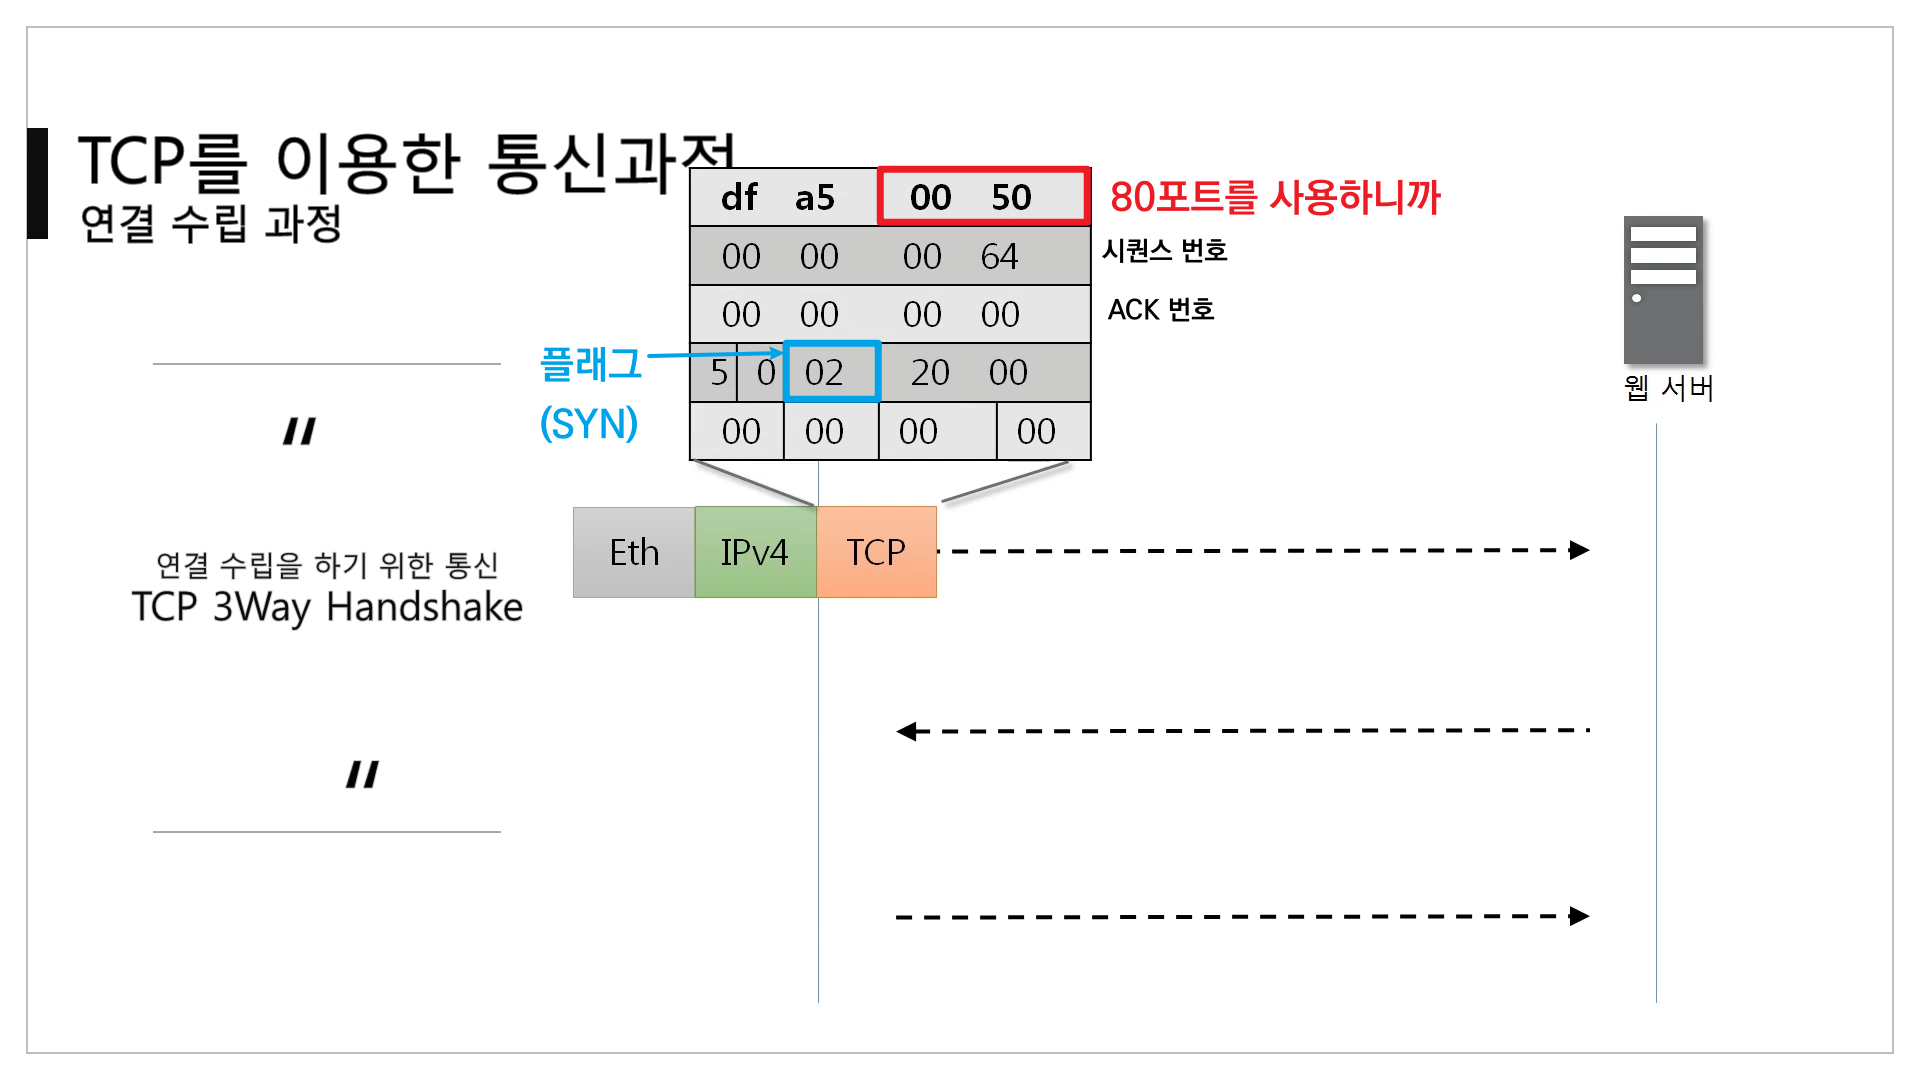 TCP를 이용한 통신과정
연결 수립 과정
df a5 00 50
80포트를 사용하니까
00 00 00 64
시퀀스 번호
00 00 00 00
ACK 번호
플래그
(SYN)
5 0 02 20 00
00 00 00 00
웹 서버
"
Eth IPv4 TCP
연결 수립을 하기 위한 통신
TCP 3Way Handshake
"